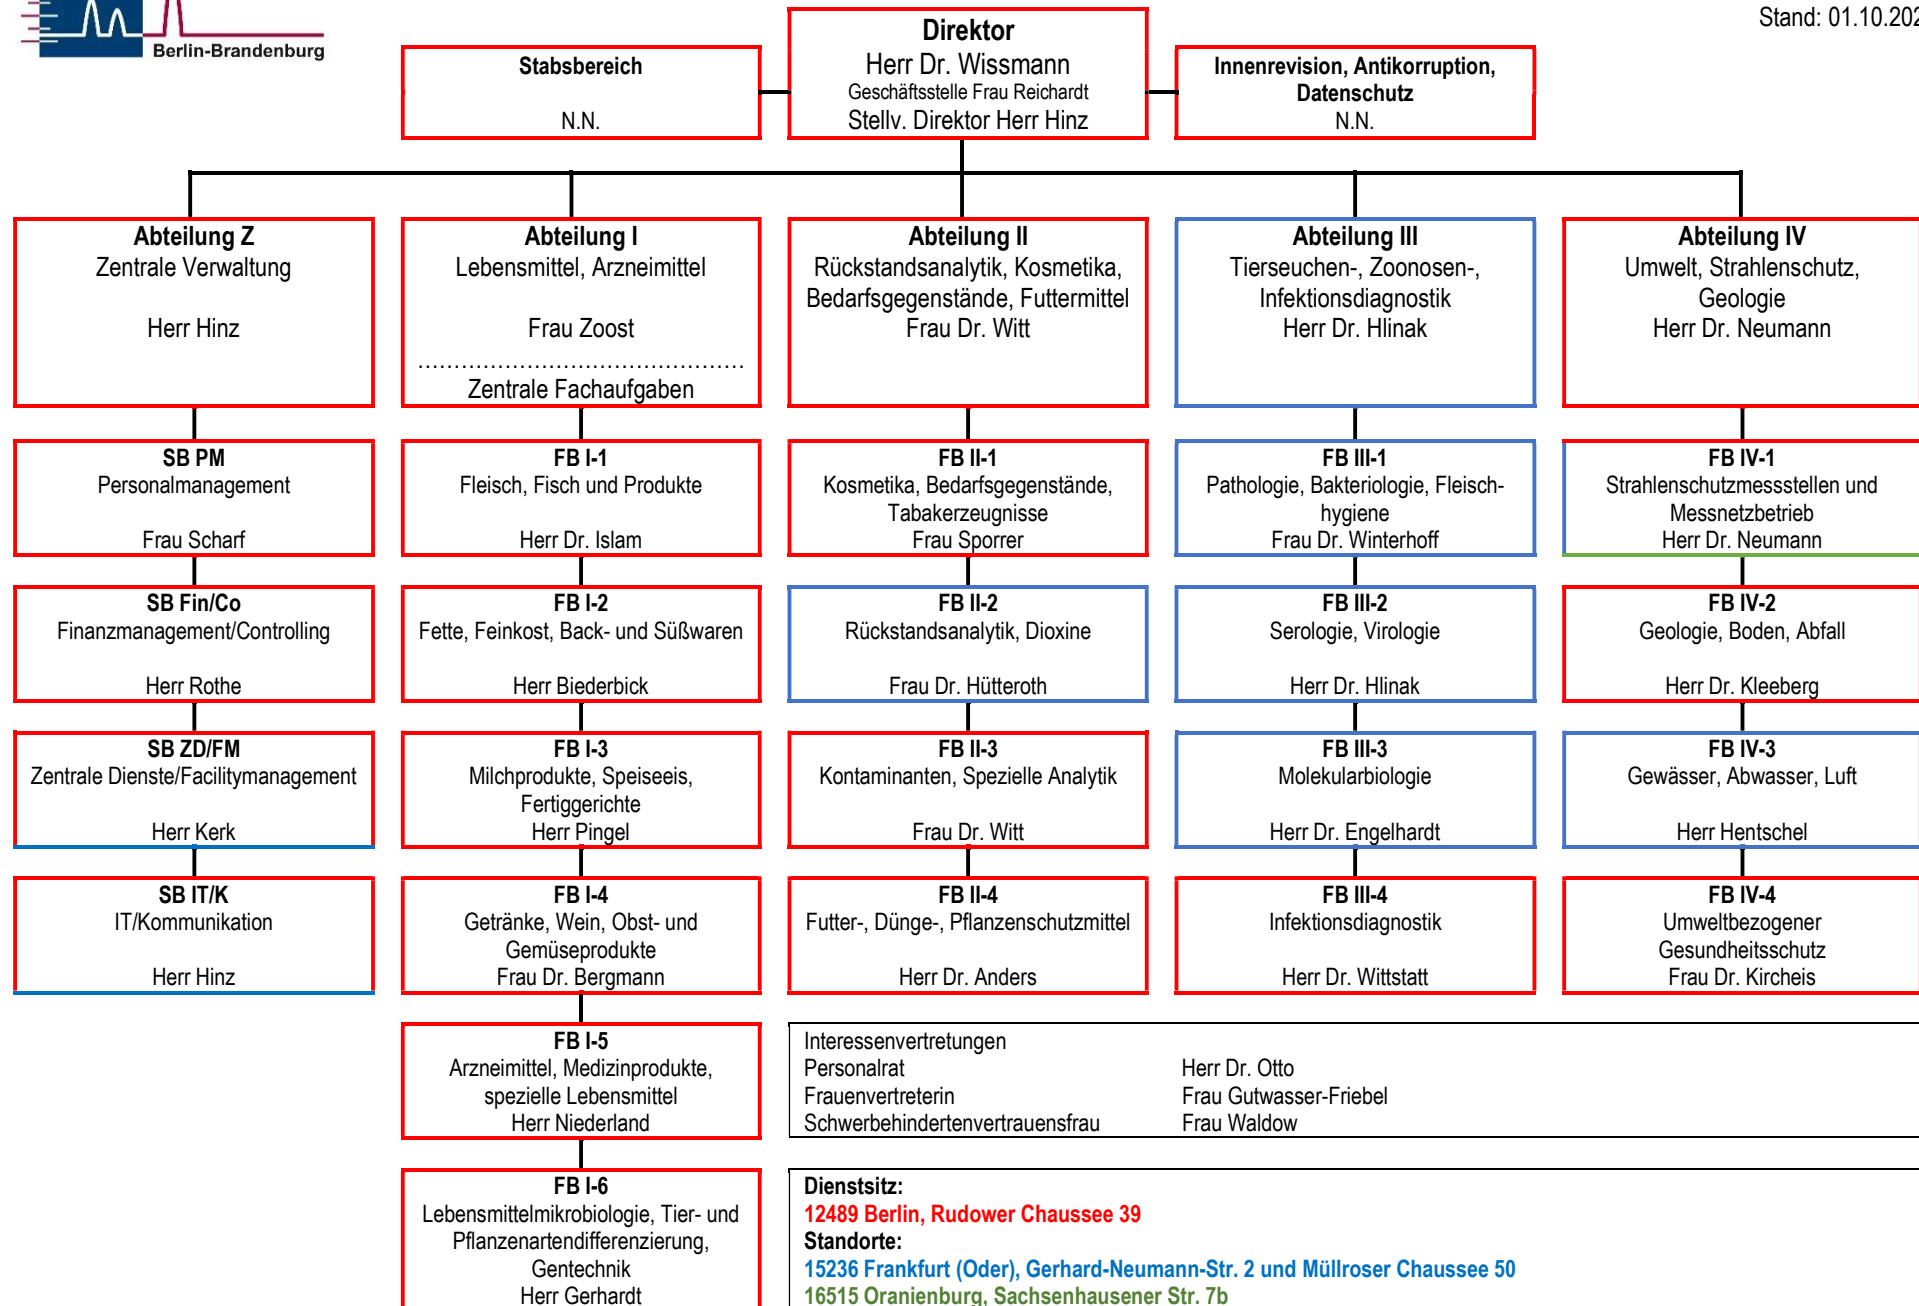 Berlin-Brandenburg
Stand: 01.10.202
Direktor
Herr Dr. Wissmann
Geschäftsstelle Frau Reichardt
Stellv. Direktor Herr Hinz
Stabsbereich
N.N.
Innenrevision, Antikorruption,
Datenschutz
N.N.
Abteilung Z
Zentrale Verwaltung
Herr Hinz
Abteilung I
Lebensmittel, Arzneimittel
Frau Zoost
.............................................
Zentrale Fachaufgaben
Abteilung II
Rückstandsanalytik, Kosmetika,
Bedarfsgegenstände, Futtermittel
Frau Dr. Witt
Abteilung III
Tierseuchen-, Zoonosen-,
Infektionsdiagnostik
Herr Dr. Hlinak
Abteilung IV
Umwelt, Strahlenschutz,
Geologie
Herr Dr. Neumann
SB PM
Personalmanagement
Frau Scharf
FB I-1
Fleisch, Fisch und Produkte
Herr Dr. Islam
FB II-1
Kosmetika, Bedarfsgegenstände,
Tabakerzeugnisse
Frau Sporrer
FB III-1
Pathologie, Bakteriologie, Fleisch-
hygiene
Frau Dr. Winterhoff
FB IV-1
Strahlenschutzmessstellen und
Messnetzbetrieb
Herr Dr. Neumann
SB Fin/Co
Finanzmanagement/Controlling
Herr Rothe
FB I-2
Fette, Feinkost, Back- und Süßwaren
Herr Biederbick
FB II-2
Rückstandsanalytik, Dioxine
Frau Dr. Hütteroth
FB III-2
Serologie, Virologie
Herr Dr. Hlinak
FB IV-2
Geologie, Boden, Abfall
Herr Dr. Kleeberg
SB ZD/FM
Zentrale Dienste/Facilitymanagement
Herr Kerk
FB I-3
Milchprodukte, Speiseeis,
Fertiggerichte
Herr Pingel
FB II-3
Kontaminanten, Spezielle Analytik
Frau Dr. Witt
FB III-3
Molekularbiologie
Herr Dr. Engelhardt
FB IV-3
Gewässer, Abwasser, Luft
Herr Hentschel
SB IT/K
IT/Kommunikation
Herr Hinz
FB I-4
Getränke, Wein, Obst- und
Gemüseprodukte
Frau Dr. Bergmann
FB II-4
Futter-, Dünge-, Pflanzenschutzmittel
Herr Dr. Anders
FB III-4
Infektionsdiagnostik
Herr Dr. Wittstatt
FB IV-4
Umweltbezogener
Gesundheitsschutz
Frau Dr. Kircheis
FB I-5
Arzneimittel, Medizinprodukte,
spezielle Lebensmittel
Herr Niederland
Interessenvertretungen
Personalrat Herr Dr. Otto
Frauenvertreterin Frau Gutwasser-Friebel
Schwerbehindertenvertrauensfrau Frau Waldow
FB I-6
Lebensmittelmikrobiologie, Tier- und
Pflanzenartendifferenzierung,
Gentechnik
Herr Gerhardt
Dienstsitz:
12489 Berlin, Rudower Chaussee 39
Standorte:
15236 Frankfurt (Oder), Gerhard-Neumann-Str. 2 und Müllroser Chaussee 50
16515 Oranienburg, Sachsenhausener Str. 7b